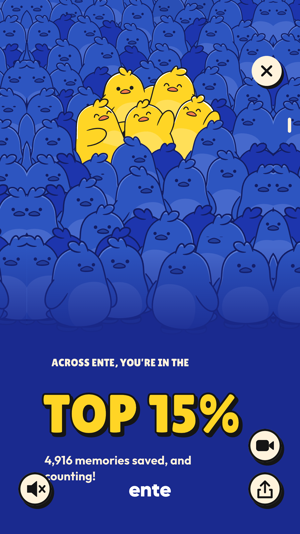 ACROSS ENTE, YOU'RE IN THE
TOP 15%
4,916 memories saved, and
counting!
ente